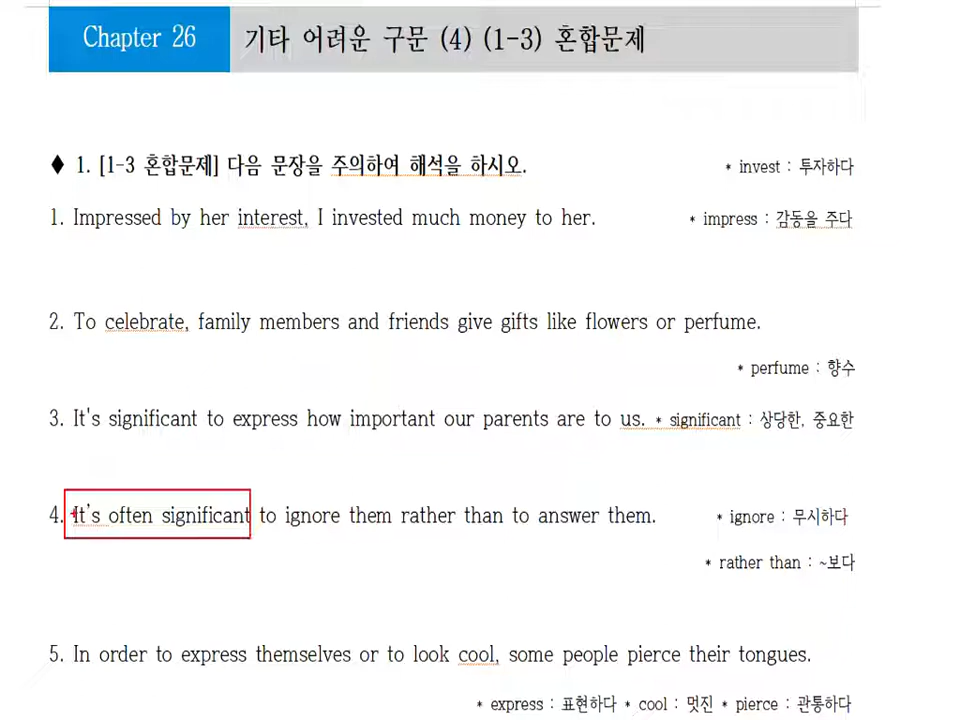 Chapter 26 기타 어려운 구문 (4) (1-3) 혼합문제
◆ 1. [1-3 혼합문제] 다음 문장을 주의하여 해석을 하시오. * invest : 투자하다
1. Impressed by her interest, I invested much money to her. * impress : 감동을 주다
2. To celebrate, family members and friends give gifts like flowers or perfume.
* perfume : 향수
3. It's significant to express how important our parents are to us. * significant : 상당한, 중요한
4. It's often significant to ignore them rather than to answer them. * ignore : 무시하다
* rather than : ~보다
5. In order to express themselves or to look cool, some people pierce their tongues.
* express : 표현하다 * cool : 멋진 * pierce : 관통하다